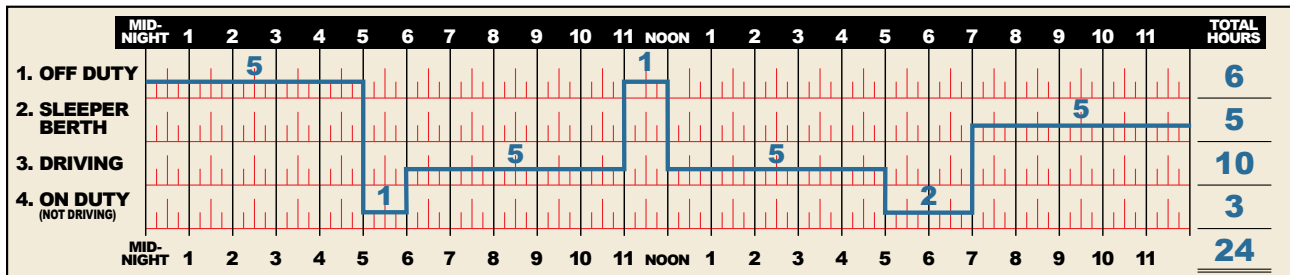 MID-NIGHT 1 2 3 4 5 6 7 8 9 10 11 NOON 1 2 3 4 5 6 7 8 9 10 11 TOTAL HOURS
1. OFF DUTY 5 1 6
2. SLEEPER BERTH 5 5
3. DRIVING 5 5 10
4. ON DUTY (NOT DRIVING) 1 2 3
MID-NIGHT 1 2 3 4 5 6 7 8 9 10 11 NOON 1 2 3 4 5 6 7 8 9 10 11 24